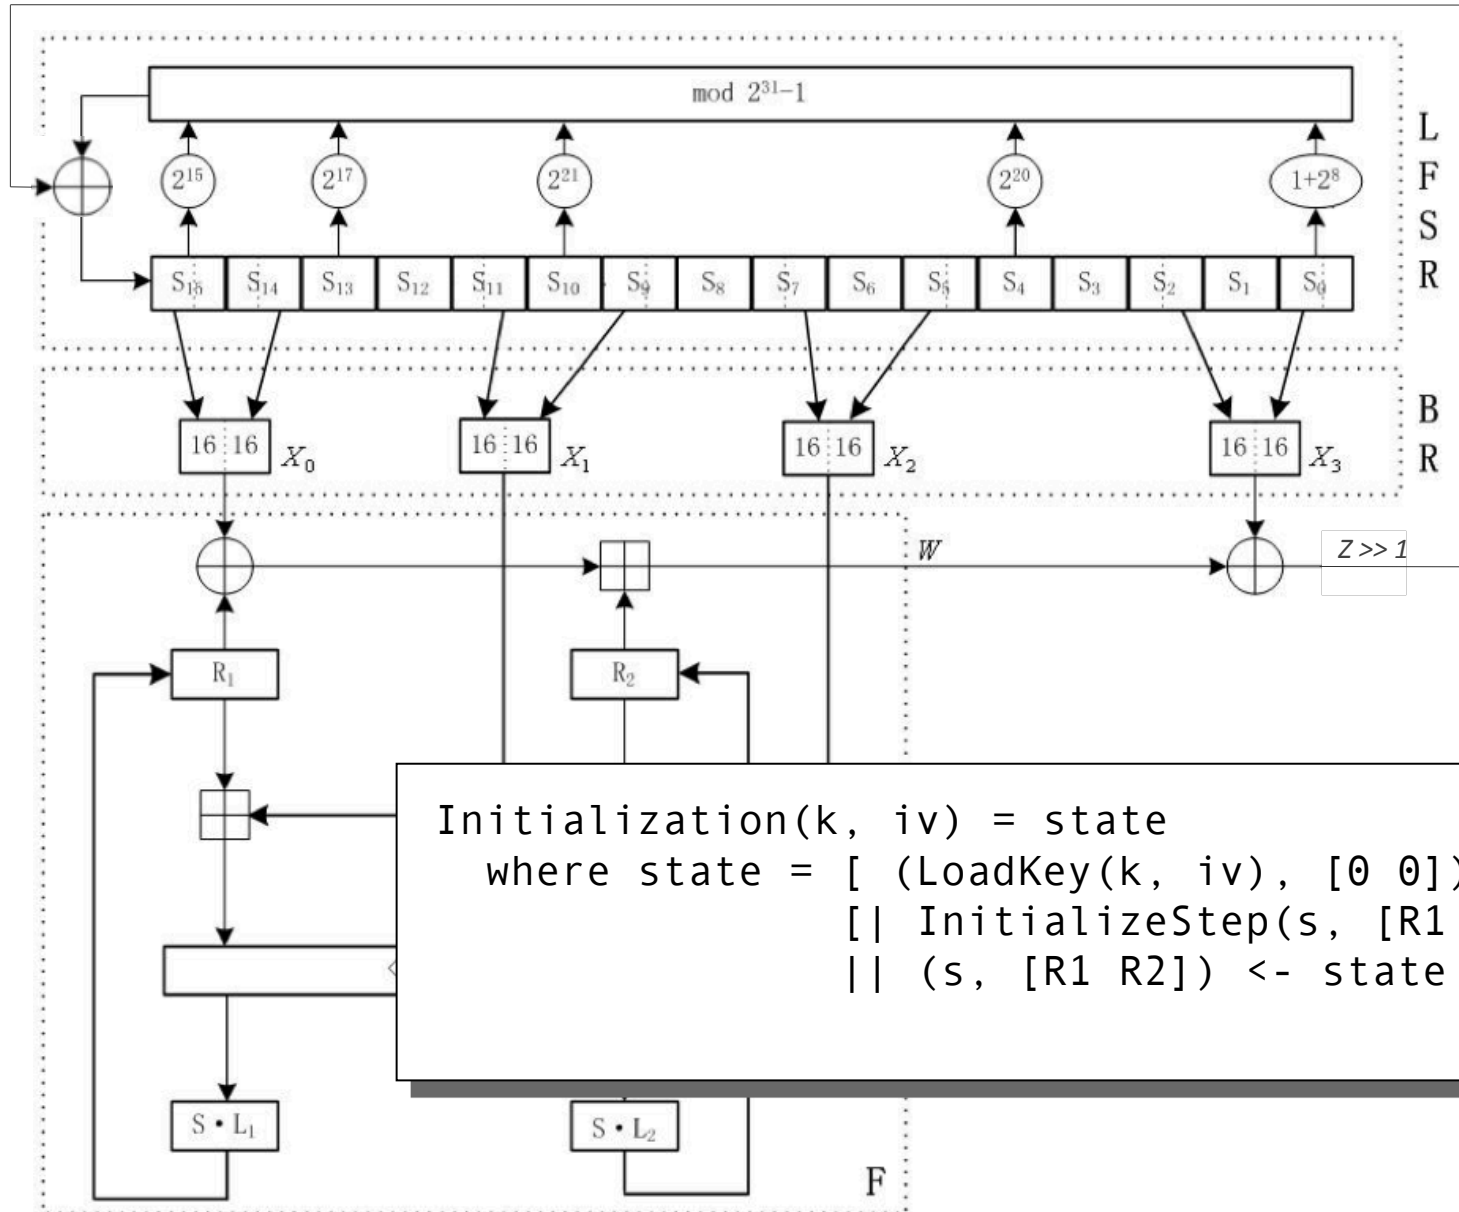 mod 2³¹−1
2¹⁵ 2¹⁷ 2²¹ 2²⁰ 1+2⁸
L
F
S
R
S₁₅ S₁₄ S₁₃ S₁₂ S₁₁ S₁₀ S₉ S₈ S₇ S₆ S₅ S₄ S₃ S₂ S₁ S₀
B
R
16 16 X₀ 16 16 X₁ 16 16 X₂ 16 16 X₃
W
Z >> 1
R₁ R₂
Initialization(k, iv) = state
where state = [ (LoadKey(k, iv), [0 0])
[| InitializeStep(s, [R1
|| (s, [R1 R2]) <- state
S • L₁ S • L₂
F